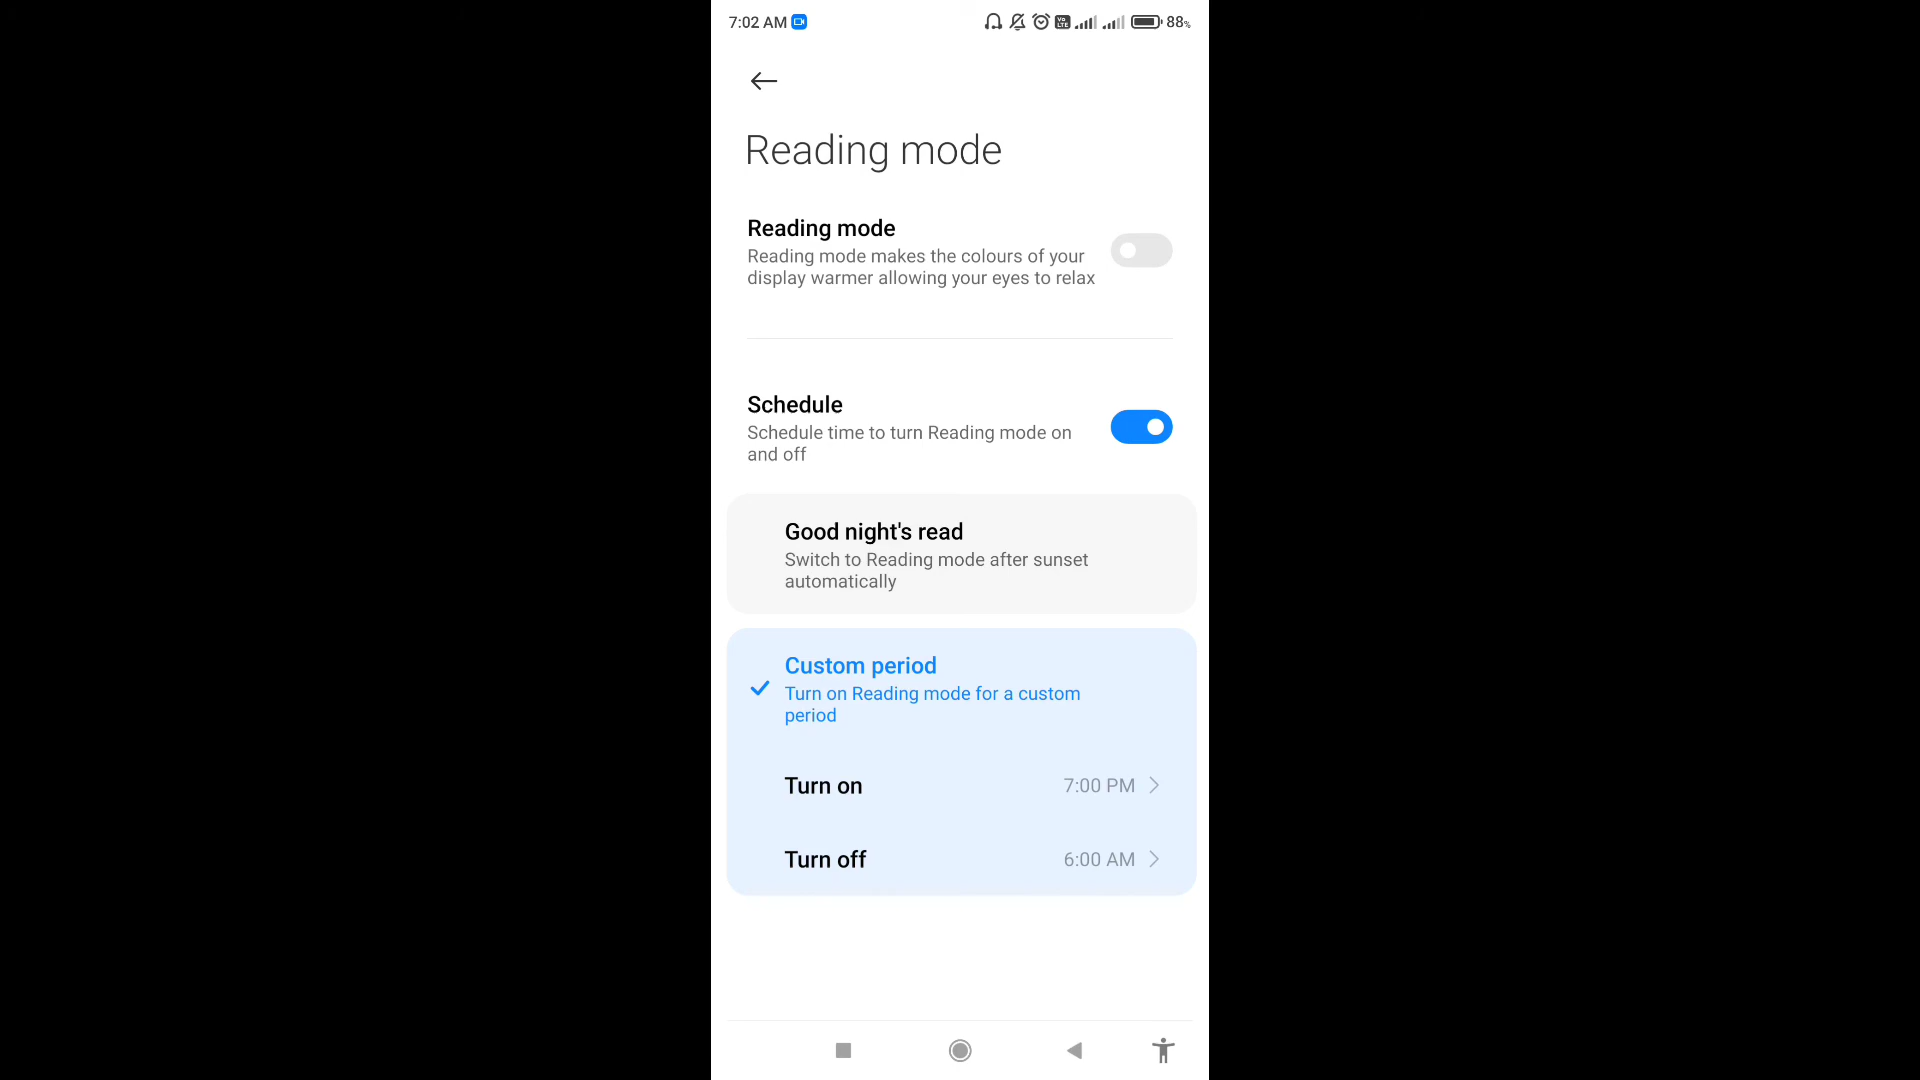 7:02 AM
Vo LTE
88%
Reading mode
Reading mode
Reading mode makes the colours of your
display warmer allowing your eyes to relax
Schedule
Schedule time to turn Reading mode on
and off
Good night's read
Switch to Reading mode after sunset
automatically
Custom period
Turn on Reading mode for a custom
period
Turn on 7:00 PM
Turn off 6:00 AM